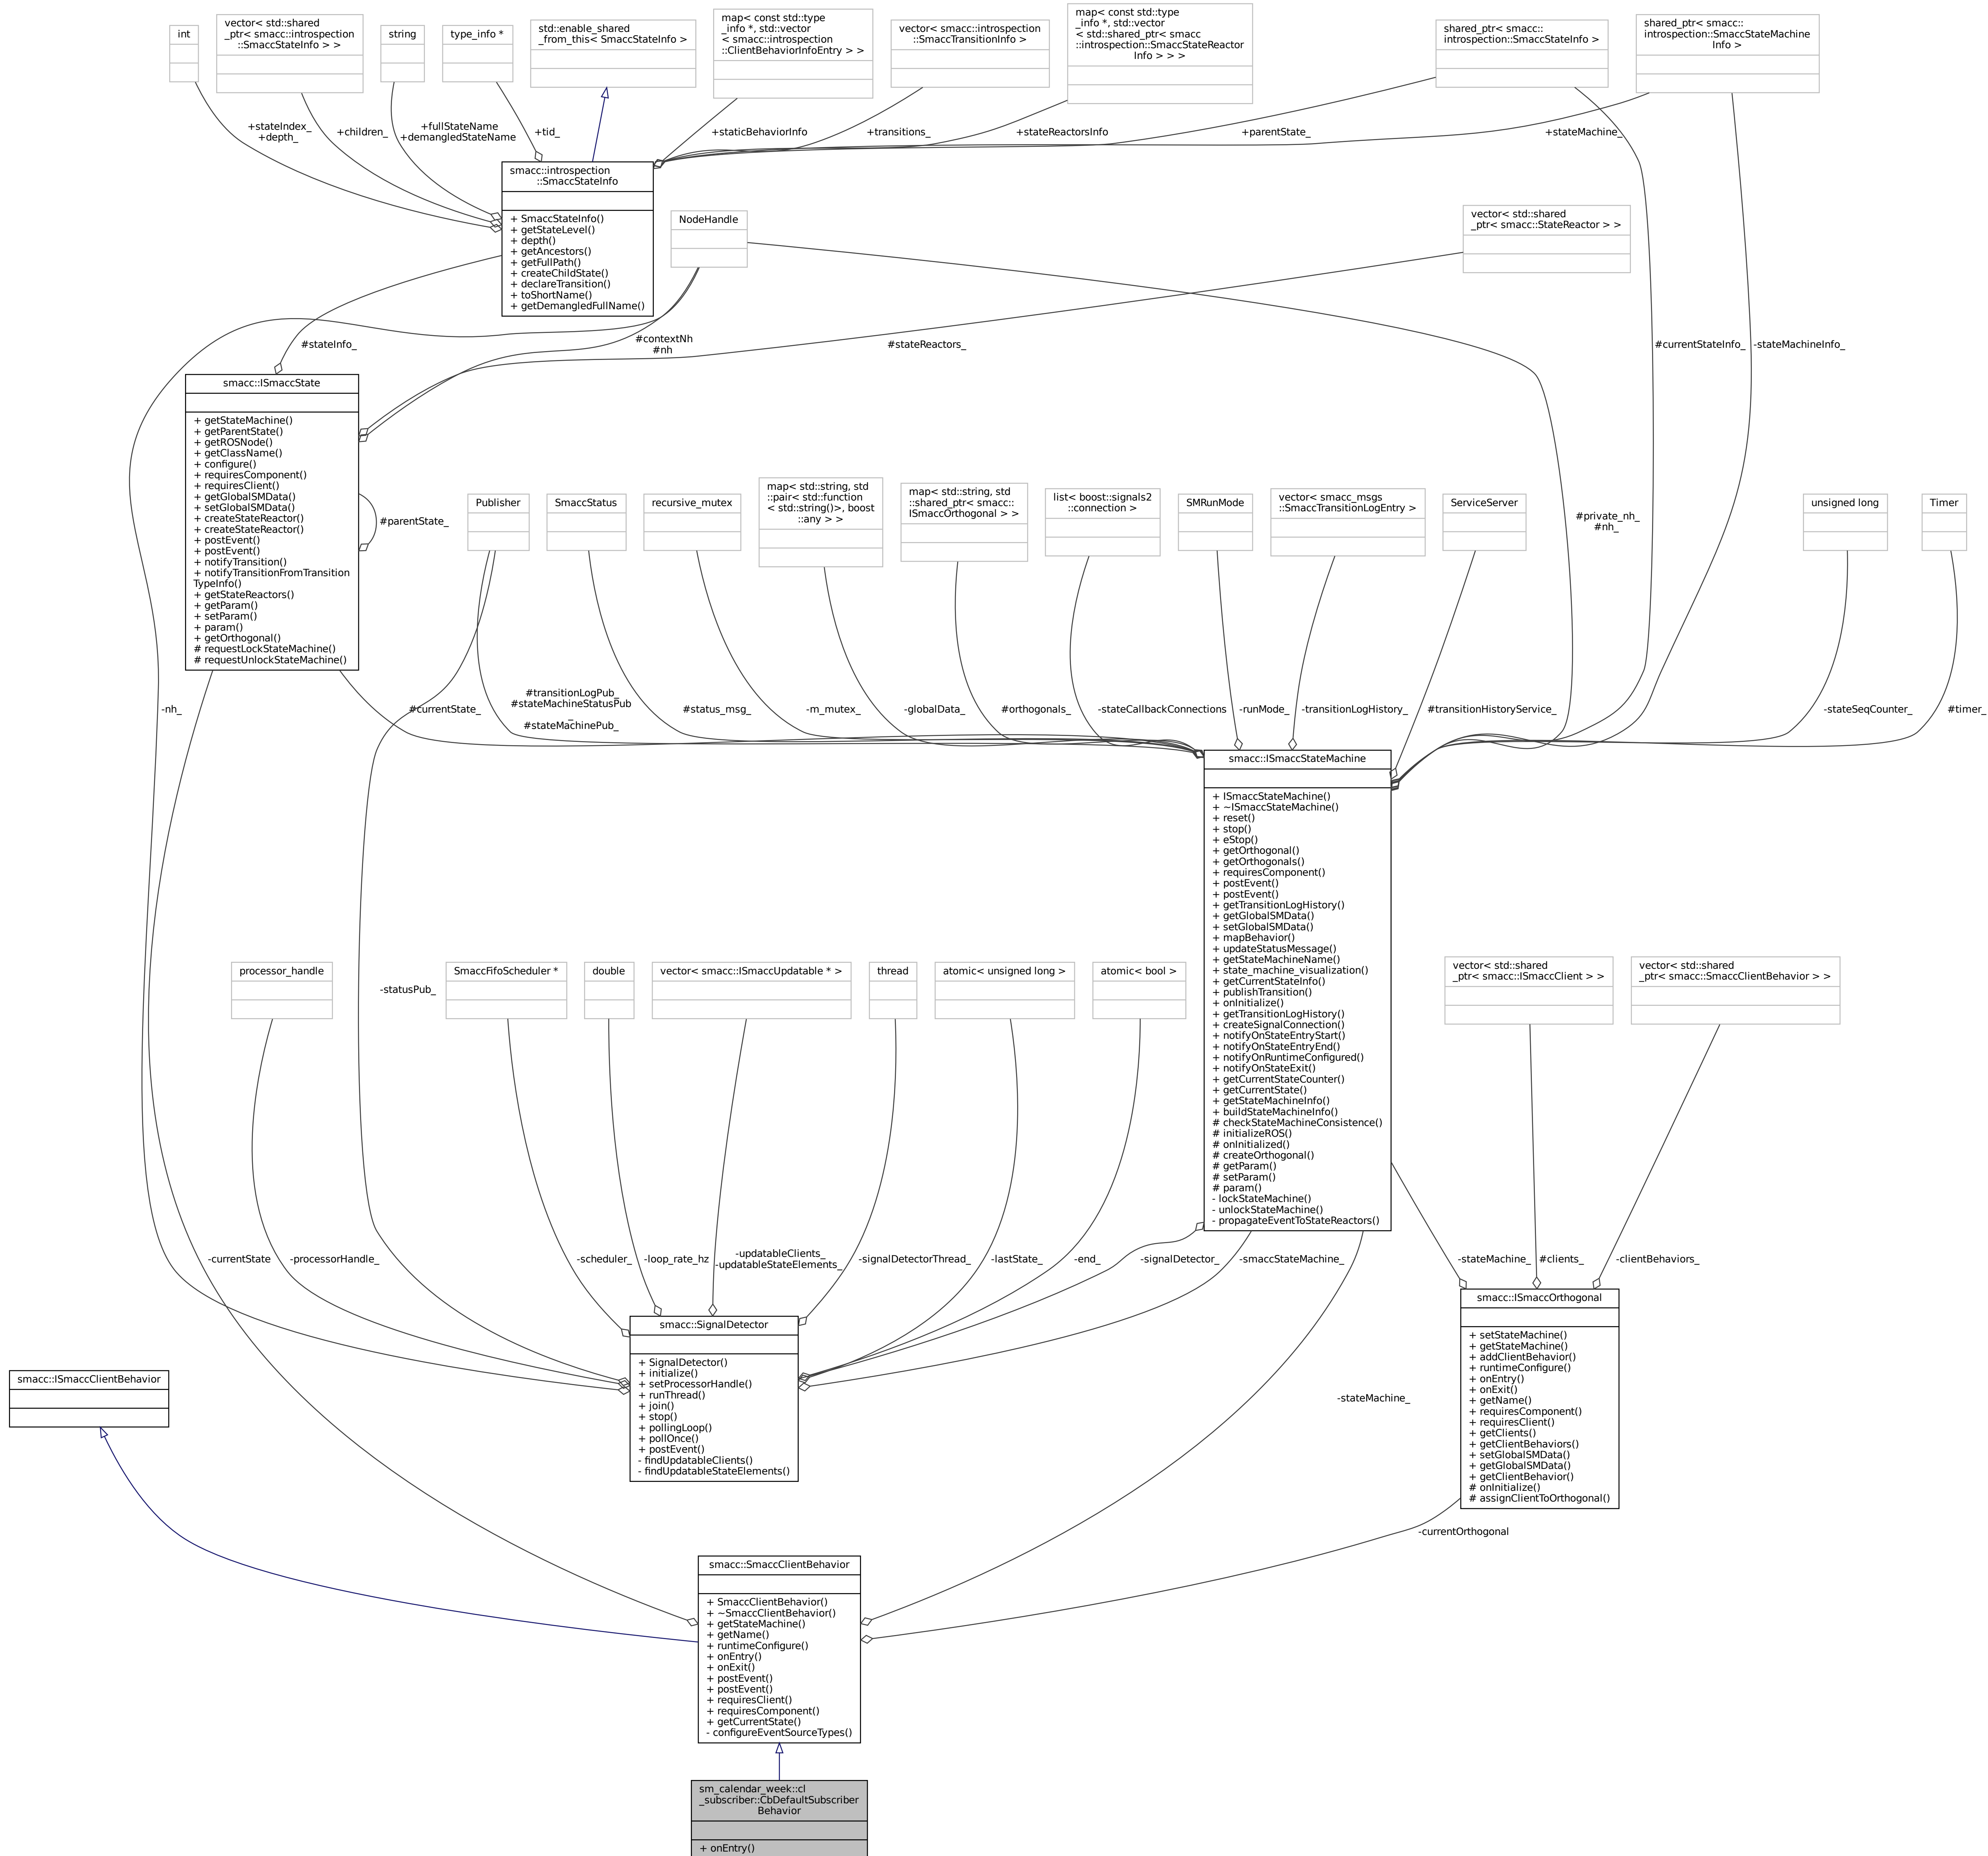 int
vector< std::shared
_ptr< smacc::introspection
::SmaccStateInfo > >
string
type_info *
std::enable_shared
_from_this< SmaccStateInfo >
map< const std::type
_info *, std::vector
< smacc::introspection
::ClientBehaviorInfoEntry > >
vector< smacc::introspection
::SmaccTransitionInfo >
map< const std::type
_info *, std::vector
< std::shared_ptr< smacc
::introspection::SmaccStateReactor
Info > > >
shared_ptr< smacc::
introspection::SmaccStateInfo >
shared_ptr< smacc::
introspection::SmaccStateMachine
Info >
+stateIndex_
+depth_
+children_
+fullStateName
+demangledStateName
+tid_
+staticBehaviorInfo
+transitions_
+stateReactorsInfo
+parentState_
+stateMachine_
smacc::introspection
::SmaccStateInfo
+ SmaccStateInfo()
+ getStateLevel()
+ depth()
+ getAncestors()
+ getFullPath()
+ createChildState()
+ declareTransition()
+ toShortName()
+ getDemangledFullName()
NodeHandle
vector< std::shared
_ptr< smacc::StateReactor > >
#stateInfo_
#contextNh
#nh
#stateReactors_
#currentStateInfo_
-stateMachineInfo_
smacc::ISmaccState
+ getStateMachine()
+ getParentState()
+ getROSNode()
+ getClassName()
+ configure()
+ requiresComponent()
+ requiresClient()
+ getGlobalSMData()
+ setGlobalSMData()
+ createStateReactor()
+ createStateReactor()
+ postEvent()
+ postEvent()
+ notifyTransition()
+ notifyTransitionFromTransition
TypeInfo()
+ getStateReactors()
+ getParam()
+ setParam()
+ param()
+ getOrthogonal()
# requestLockStateMachine()
# requestUnlockStateMachine()
#parentState_
Publisher
SmaccStatus
recursive_mutex
map< std::string, std
::pair< std::function
< std::string()>, boost
::any > >
map< std::string, std
::shared_ptr< smacc::
ISmaccOrthogonal > >
list< boost::signals2
::connection >
SMRunMode
vector< smacc_msgs
::SmaccTransitionLogEntry >
ServiceServer
#private_nh_
#nh_
unsigned long
Timer
-nh_
#currentState_
#transitionLogPub_
#stateMachineStatusPub
_
#stateMachinePub_
#status_msg_
-m_mutex_
-globalData_
#orthogonals_
-stateCallbackConnections
-runMode_
-transitionLogHistory_
#transitionHistoryService_
-stateSeqCounter_
#timer_
smacc::ISmaccStateMachine
+ ISmaccStateMachine()
+ ~ISmaccStateMachine()
+ reset()
+ stop()
+ eStop()
+ getOrthogonal()
+ getOrthogonals()
+ requiresComponent()
+ postEvent()
+ postEvent()
+ getTransitionLogHistory()
+ getGlobalSMData()
+ setGlobalSMData()
+ mapBehavior()
+ updateStatusMessage()
+ getStateMachineName()
+ state_machine_visualization()
+ getCurrentStateInfo()
+ publishTransition()
+ onInitialize()
+ getTransitionLogHistory()
+ createSignalConnection()
+ notifyOnStateEntryStart()
+ notifyOnStateEntryEnd()
+ notifyOnRuntimeConfigured()
+ notifyOnStateExit()
+ getCurrentStateCounter()
+ getCurrentState()
+ getStateMachineInfo()
+ buildStateMachineInfo()
# checkStateMachineConsistence()
# initializeROS()
# onInitialized()
# createOrthogonal()
# getParam()
# setParam()
# param()
- lockStateMachine()
- unlockStateMachine()
- propagateEventToStateReactors()
processor_handle
-statusPub_
SmaccFifoScheduler *
double
vector< smacc::ISmaccUpdatable * >
thread
atomic< unsigned long >
atomic< bool >
vector< std::shared
_ptr< smacc::ISmaccClient > >
vector< std::shared
_ptr< smacc::SmaccClientBehavior > >
-currentState
-processorHandle_
-scheduler_
-loop_rate_hz
-updatableClients_
-updatableStateElements_
-signalDetectorThread_
-lastState_
-end_
-signalDetector_
-smaccStateMachine_
-stateMachine_
#clients_
-clientBehaviors_
smacc::SignalDetector
+ SignalDetector()
+ initialize()
+ setProcessorHandle()
+ runThread()
+ join()
+ stop()
+ pollingLoop()
+ pollOnce()
+ postEvent()
- findUpdatableClients()
- findUpdatableStateElements()
smacc::ISmaccOrthogonal
+ setStateMachine()
+ getStateMachine()
+ addClientBehavior()
+ runtimeConfigure()
+ onEntry()
+ onExit()
+ getName()
+ requiresComponent()
+ requiresClient()
+ getClients()
+ getClientBehaviors()
+ setGlobalSMData()
+ getGlobalSMData()
+ getClientBehavior()
# onInitialize()
# assignClientToOrthogonal()
smacc::ISmaccClientBehavior
-stateMachine_
-currentOrthogonal
smacc::SmaccClientBehavior
+ SmaccClientBehavior()
+ ~SmaccClientBehavior()
+ getStateMachine()
+ getName()
+ runtimeConfigure()
+ onEntry()
+ onExit()
+ postEvent()
+ postEvent()
+ requiresClient()
+ requiresComponent()
+ getCurrentState()
- configureEventSourceTypes()
sm_calendar_week::cl
_subscriber::CbDefaultSubscriber
Behavior
+ onEntry()